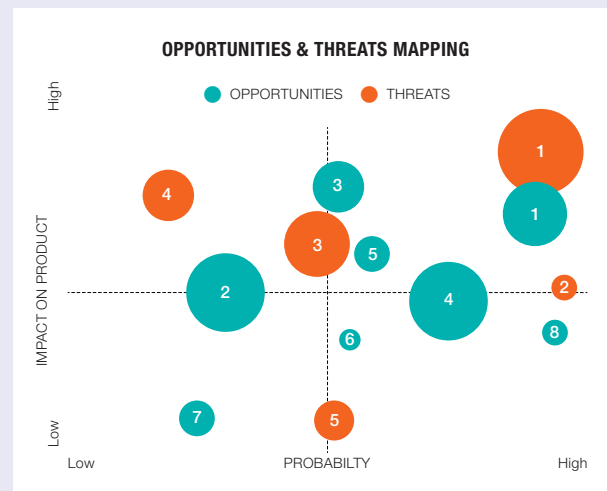 OPPORTUNITIES & THREATS MAPPING
High
OPPORTUNITIES THREATS
1
4
3
1
3
5
2
2
4
6
8
7
5
IMPACT ON PRODUCT
Low
Low PROBABILTY High